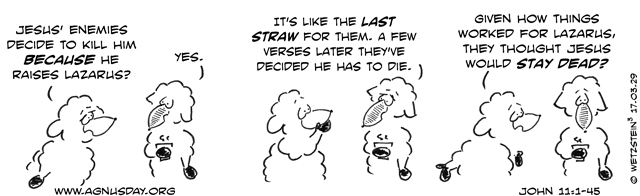 JESUS' ENEMIES
DECIDE TO KILL HIM
BECAUSE HE
RAISES LAZARUS?
YES.
IT'S LIKE THE LAST
STRAW FOR THEM. A FEW
VERSES LATER THEY'VE
DECIDED HE HAS TO DIE.
GIVEN HOW THINGS
WORKED FOR LAZARUS,
THEY THOUGHT JESUS
WOULD STAY DEAD?
© WETZSTEIN³ 17.03.29
WWW.AGNUSDAY.ORG
JOHN 11:1-45